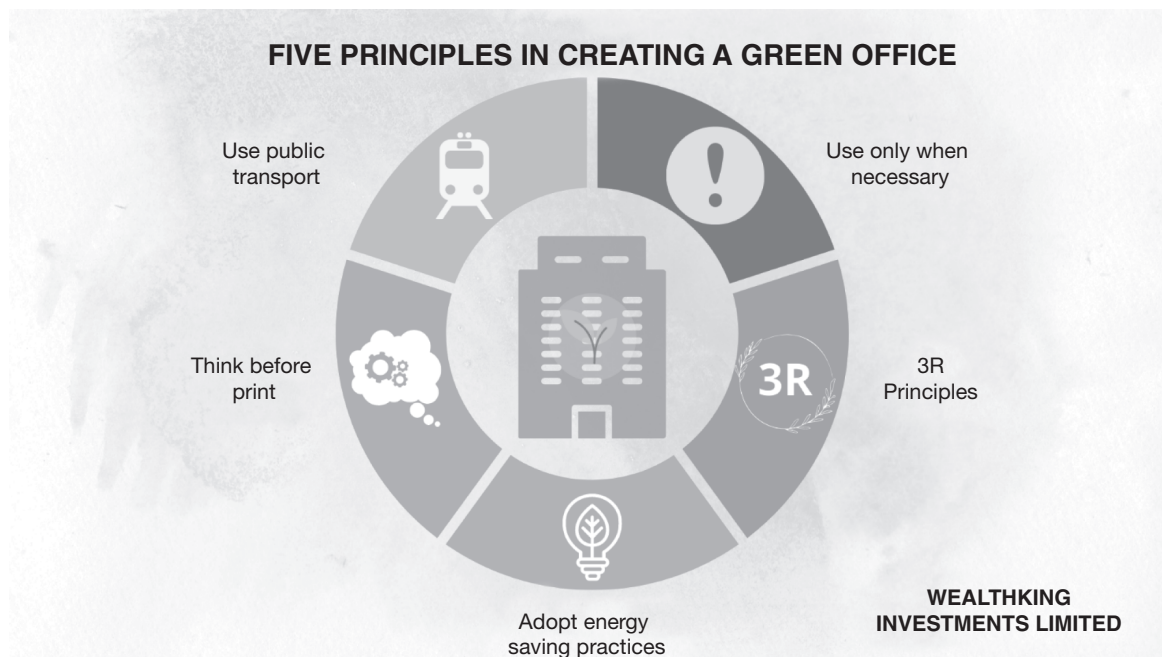 FIVE PRINCIPLES IN CREATING A GREEN OFFICE
Use public
transport
Use only when
necessary
Think before
print
3R
3R
Principles
Adopt energy
saving practices
WEALTHKING
INVESTMENTS LIMITED